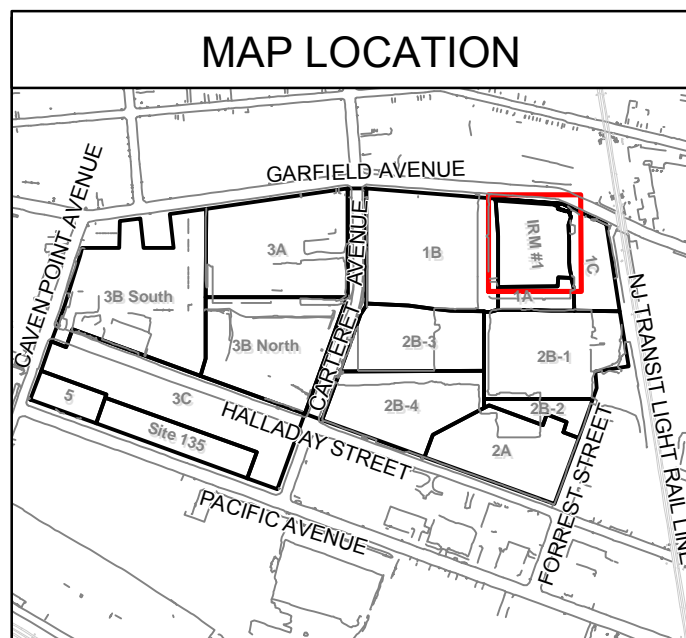 MAP LOCATION
GARFIELD AVENUE
CAVEN POINT AVENUE
CARTERET AVENUE
3A
1B
IRM #1
1C
1A
3B South
3B North
2B-3
2B-1
NJ TRANSIT LIGHT RAIL LINE
5
3C
Site 135
HALLADAY STREET
2B-4
2B-2
2A
FORREST STREET
PACIFIC AVENUE